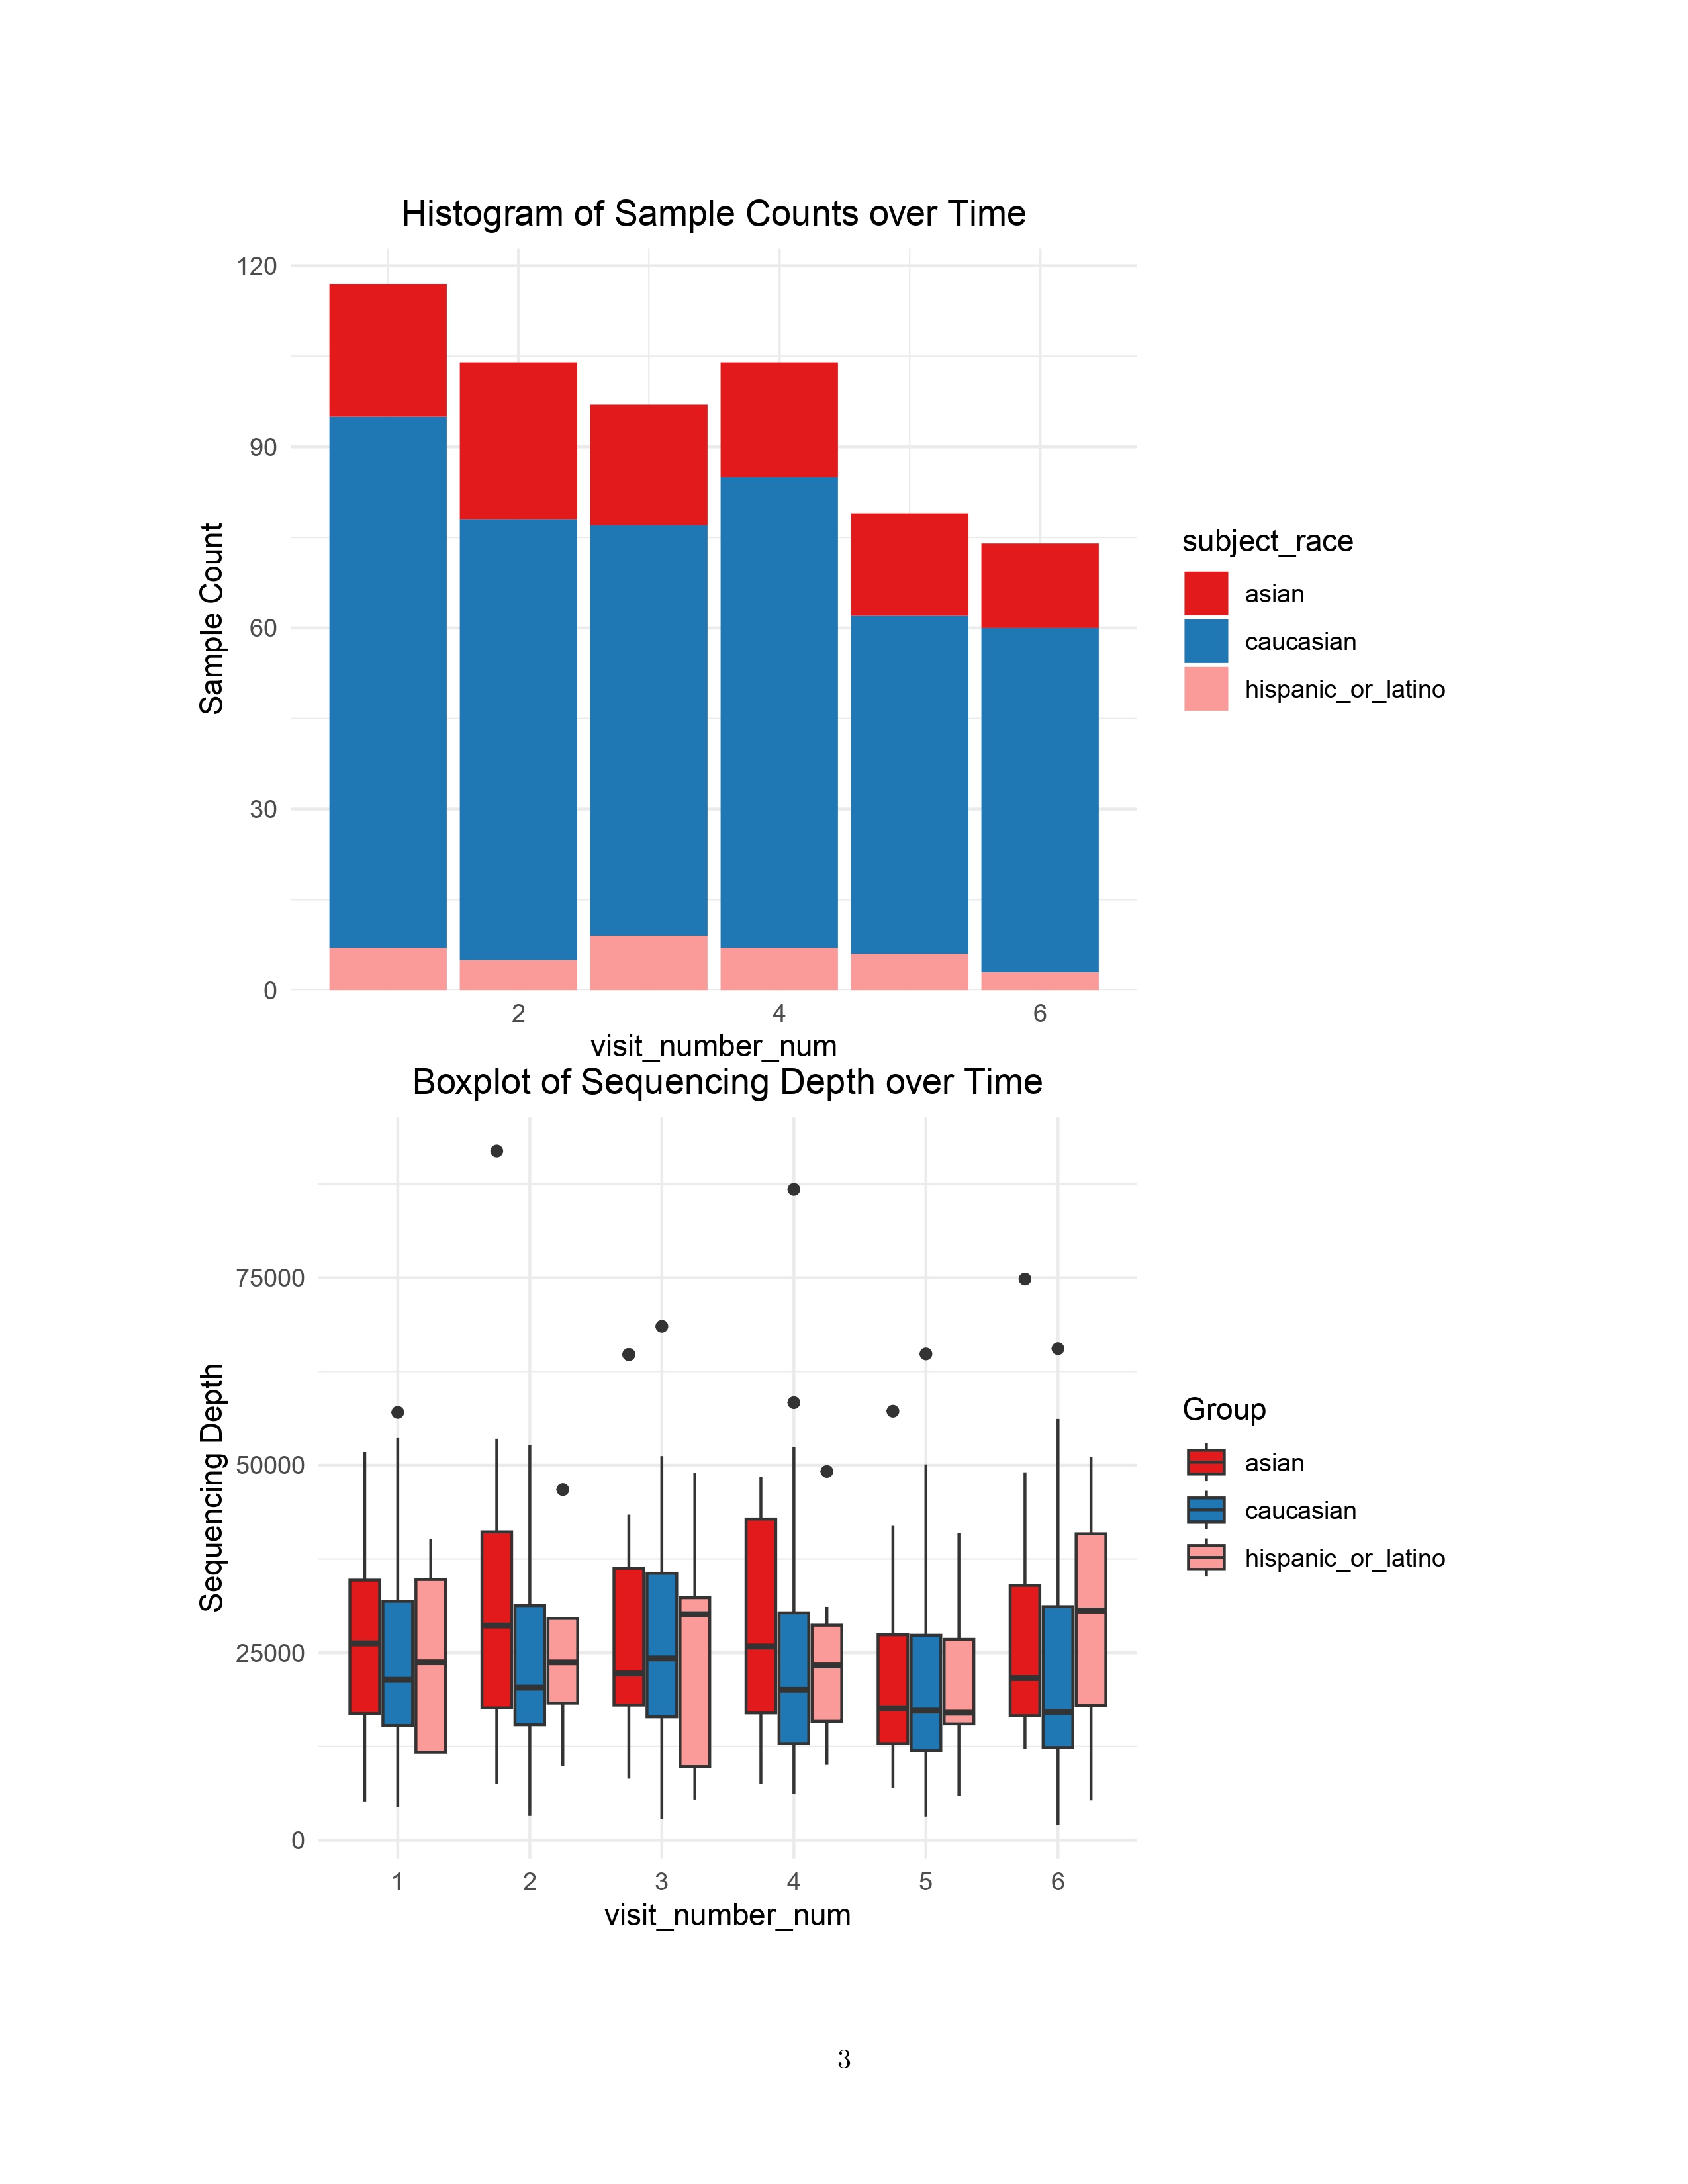 Histogram of Sample Counts over Time
120
90
60
30
0
Sample Count
2 4 6
visit_number_num
subject_race
asian
caucasian
hispanic_or_latino
Boxplot of Sequencing Depth over Time
75000
50000
25000
0
Sequencing Depth
1 2 3 4 5 6
visit_number_num
Group
asian
caucasian
hispanic_or_latino
3